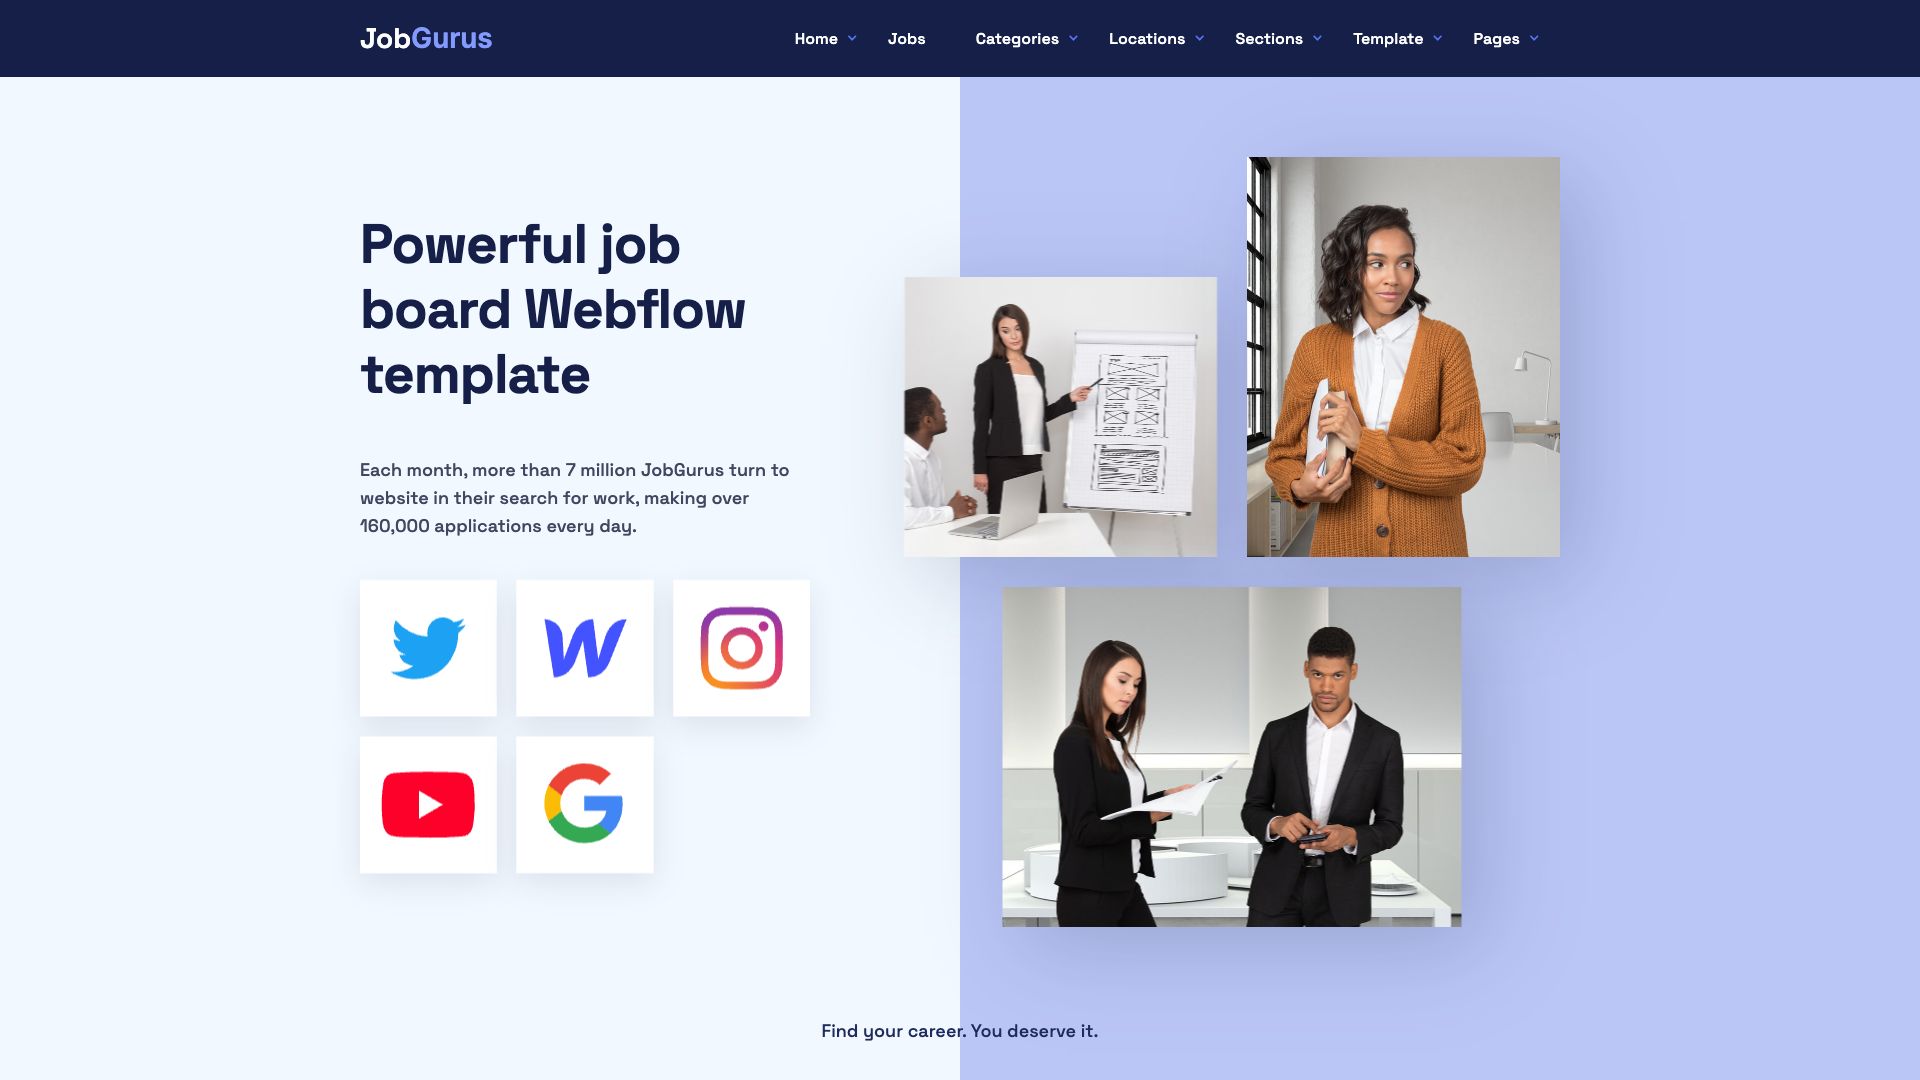 JobGurus
Home
Jobs
Categories
Locations
Sections
Template
Pages
Powerful job
board Webflow
template
Each month, more than 7 million JobGurus turn to
website in their search for work, making over
160,000 applications every day.
Find your career. You deserve it.